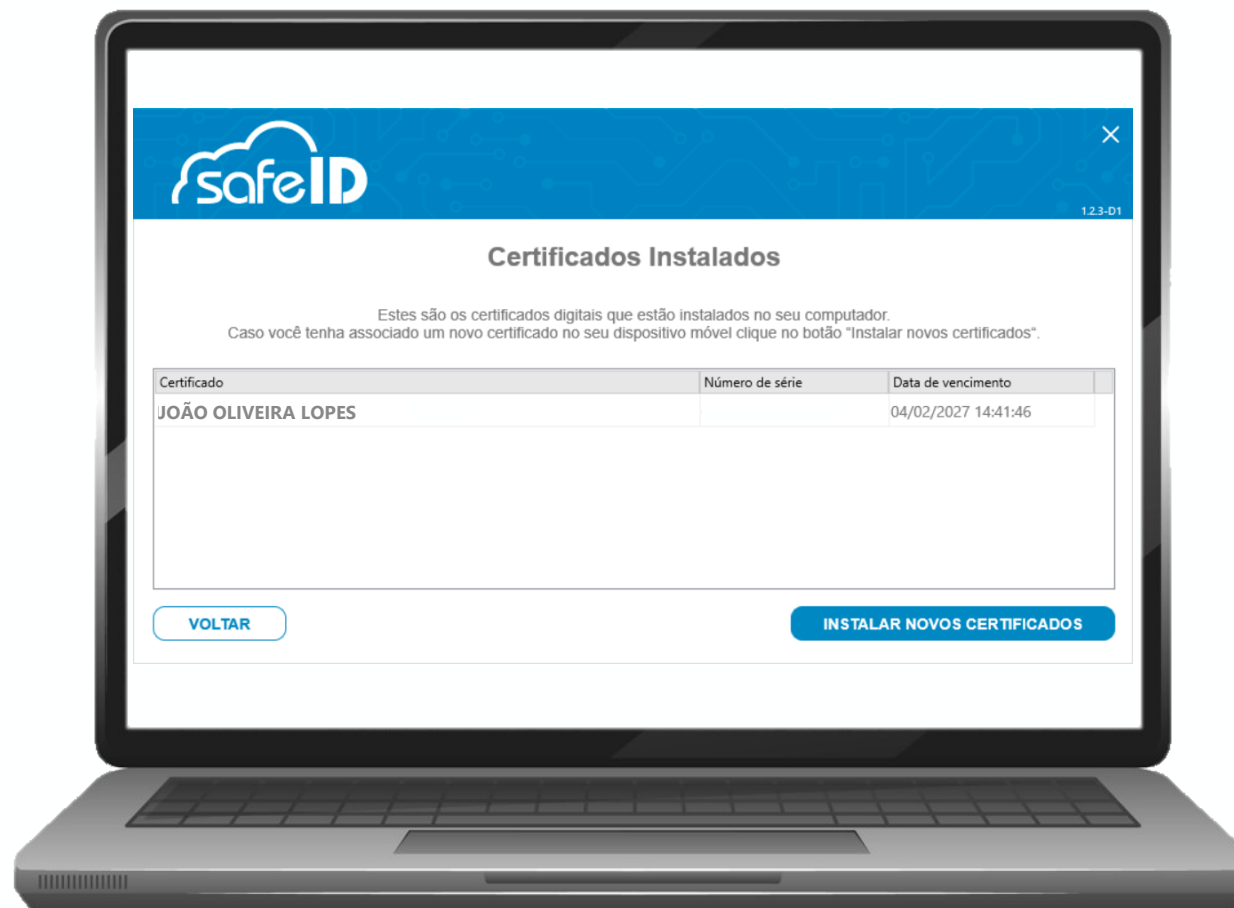 safeID
1.2.3-D1
Certificados Instalados
Estes são os certificados digitais que estão instalados no seu computador.
Caso você tenha associado um novo certificado no seu dispositivo móvel clique no botão "Instalar novos certificados".
Certificado Número de série Data de vencimento
JOÃO OLIVEIRA LOPES 04/02/2027 14:41:46
VOLTAR INSTALAR NOVOS CERTIFICADOS